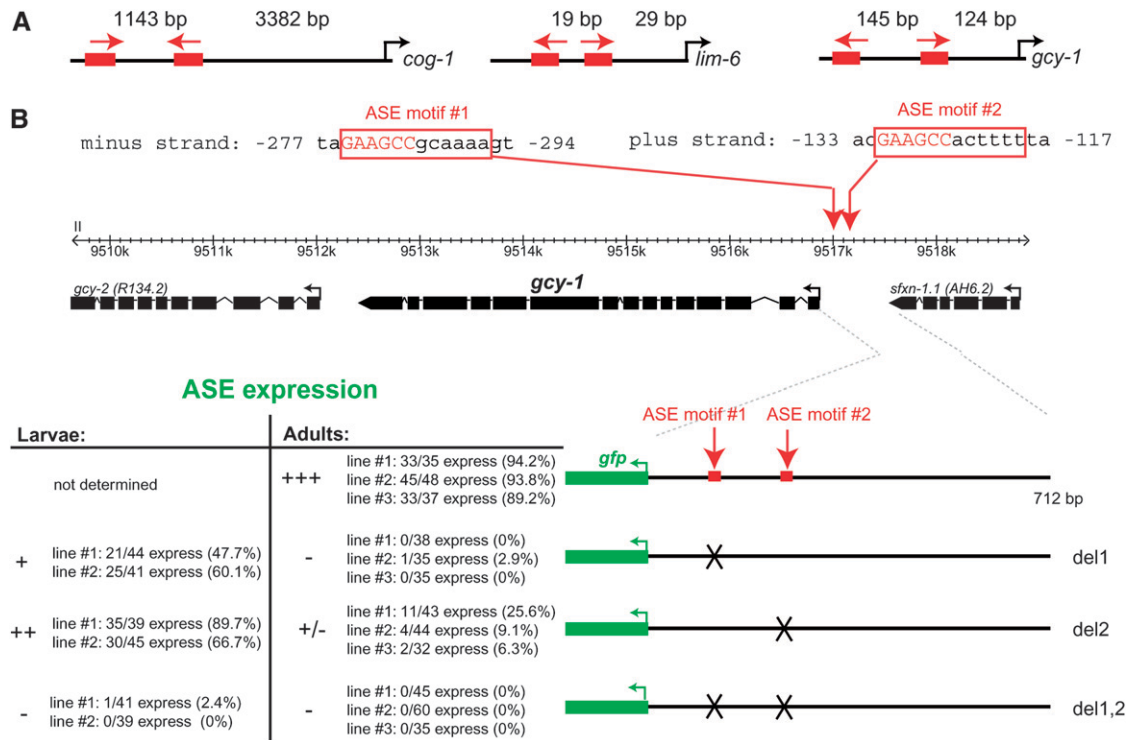 A
1143 bp 3382 bp
cog-1
19 bp 29 bp
lim-6
145 bp 124 bp
gcy-1
B
ASE motif #1
minus strand: -277 taGAAGCCgcaaaagt -294
ASE motif #2
plus strand: -133 acGAAGCCacttttta -117
II
9510k 9511k 9512k 9513k 9514k 9515k 9516k 9517k 9518k
gcy-2 (R134.2)
gcy-1
sfxn-1.1 (AH6.2)
ASE expression
Larvae:
Adults:
not determined
+++
line #1: 33/35 express (94.2%)
line #2: 45/48 express (93.8%)
line #3: 33/37 express (89.2%)
ASE motif #1 ASE motif #2
gfp
712 bp
+
line #1: 21/44 express (47.7%)
line #2: 25/41 express (60.1%)
-
line #1: 0/38 express (0%)
line #2: 1/35 express (2.9%)
line #3: 0/35 express (0%)
del1
++
line #1: 35/39 express (89.7%)
line #2: 30/45 express (66.7%)
+/-
line #1: 11/43 express (25.6%)
line #2: 4/44 express (9.1%)
line #3: 2/32 express (6.3%)
del2
-
line #1: 1/41 express (2.4%)
line #2: 0/39 express (0%)
-
line #1: 0/45 express (0%)
line #2: 0/60 express (0%)
line #3: 0/35 express (0%)
del1,2